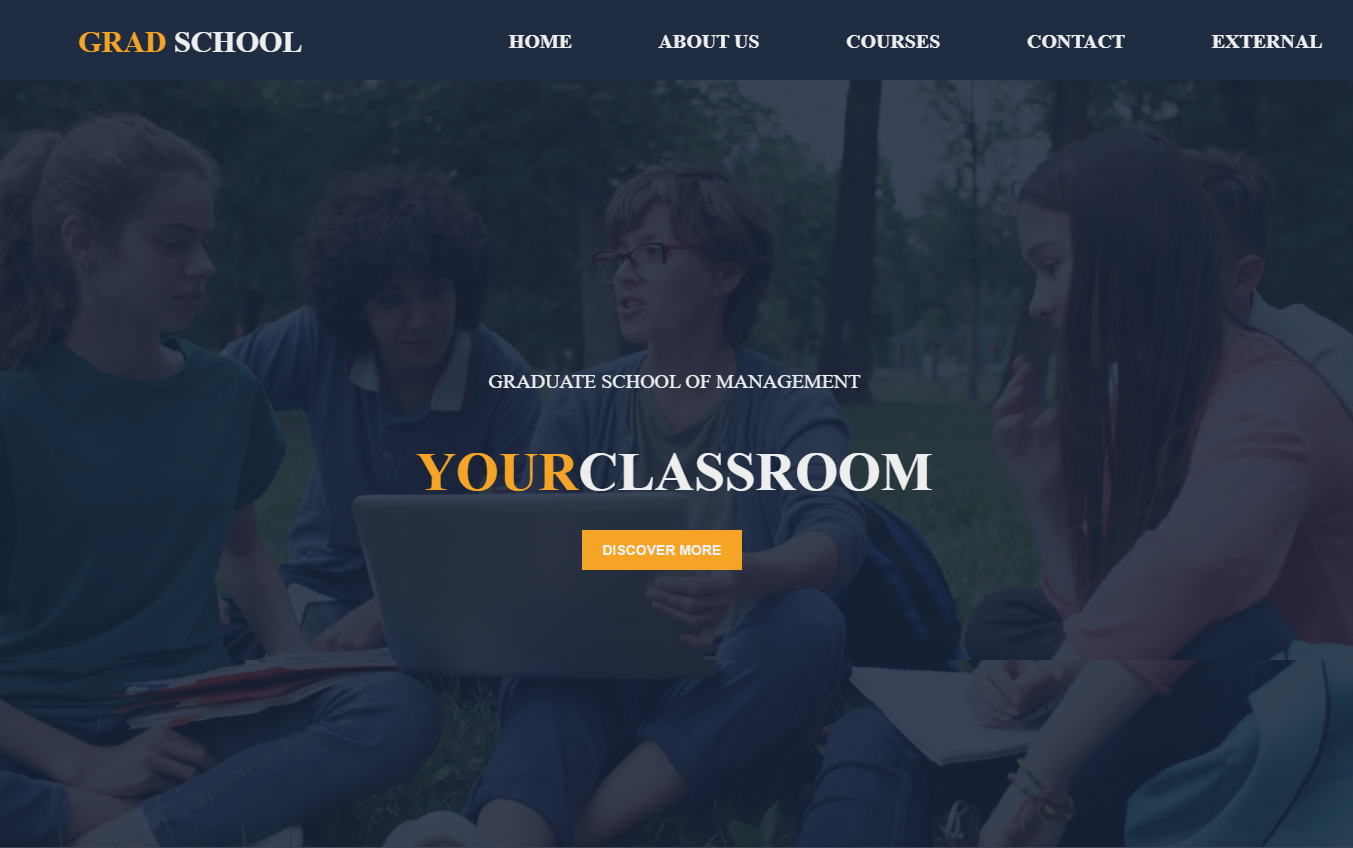 GRAD SCHOOL HOME ABOUT US COURSES CONTACT EXTERNAL
GRADUATE SCHOOL OF MANAGEMENT
YOURCLASSROOM
DISCOVER MORE